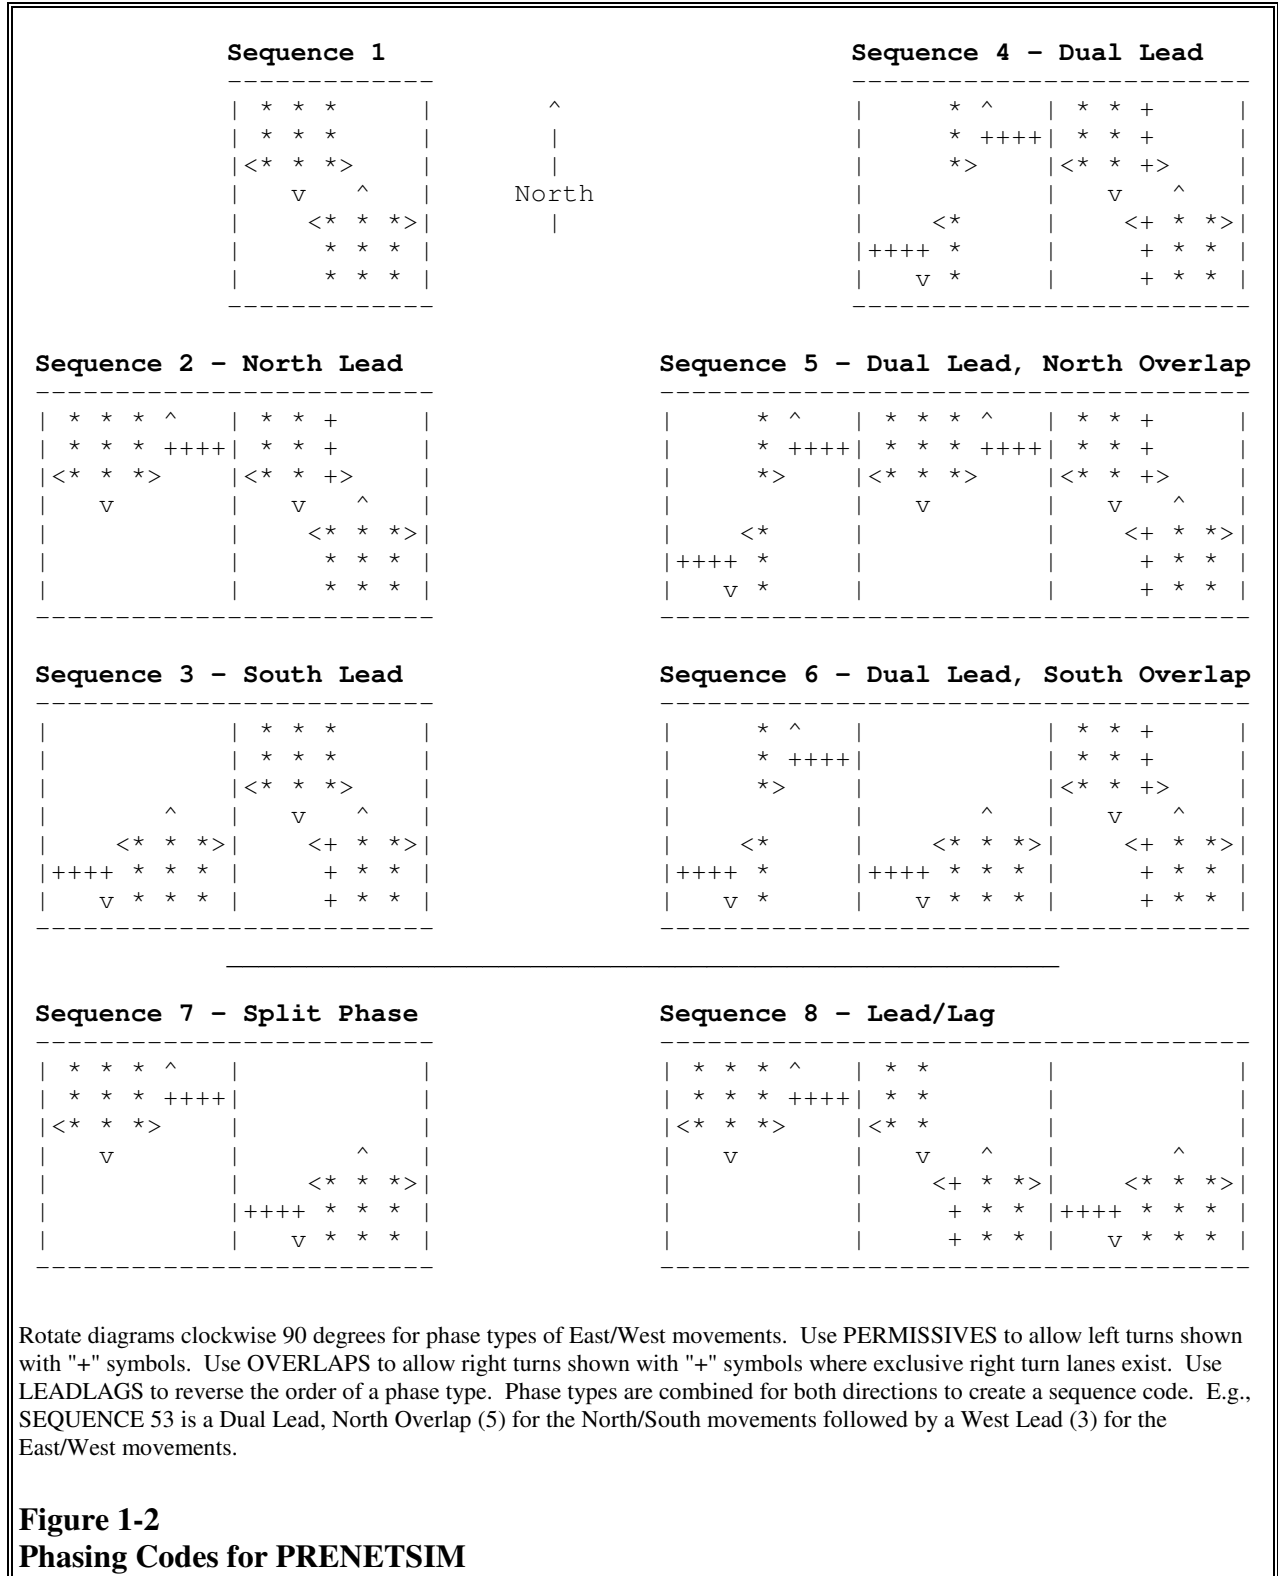 Sequence 1                             Sequence 4 - Dual Lead
            -------------                          -------------------------
            | * * *     |       ^                  |     * ^   | * * +     |
            | * * *     |       |                  |     * ++++| * * +     |
            |<* * *>    |       |                  |     *>    |<* * +>    |
            |   v   ^   |     North                |           |   v   ^   |
            |    <* * *>|       |                  |    <*     |    <+ * *>|
            |     * * * |                          |++++ *     |     + * * |
            |     * * * |                          |   v *     |     + * * |
            -------------                          -------------------------
Sequence 2 - North Lead                Sequence 5 - Dual Lead, North Overlap
-------------------------              -------------------------------------
| * * * ^   | * * +     |              |     * ^   | * * * ^   | * * +     |
| * * * ++++| * * +     |              |     * ++++| * * * ++++| * * +     |
|<* * *>    |<* * +>    |              |     *>    |<* * *>    |<* * +>    |
|   v       |   v   ^   |              |           |   v       |   v   ^   |
|           |    <* * *>|              |    <*     |           |    <+ * *>|
|           |     * * * |              |++++ *     |           |     + * * |
|           |     * * * |              |   v *     |           |     + * * |
-------------------------              -------------------------------------
Sequence 3 - South Lead                Sequence 6 - Dual Lead, South Overlap
-------------------------              -------------------------------------
|           | * * *     |              |     * ^   |           | * * +     |
|           | * * *     |              |     * ++++|           | * * +     |
|           |<* * *>    |              |     *>    |           |<* * +>    |
|       ^   |   v   ^   |              |           |       ^   |   v   ^   |
|    <* * *>|    <+ * *>|              |    <*     |    <* * *>|    <+ * *>|
|++++ * * * |     + * * |              |++++ *     |++++ * * * |     + * * |
|   v * * * |     + * * |              |   v *     |   v * * * |     + * * |
-------------------------              -------------------------------------
Sequence 7 - Split Phase               Sequence 8 - Lead/Lag
-------------------------              -------------------------------------
| * * * ^   |           |              | * * * ^   | * *       |           |
| * * * ++++|           |              | * * * ++++| * *       |           |
|<* * *>    |           |              |<* * *>    |<* *       |           |
|   v       |       ^   |              |   v       |   v   ^   |       ^   |
|           |    <* * *>|              |           |    <+ * *>|    <* * *>|
|           |++++ * * * |              |           |     + * * |++++ * * * |
|           |   v * * * |              |           |     + * * |   v * * * |
-------------------------              -------------------------------------
Rotate diagrams clockwise 90 degrees for phase types of East/West movements.  Use PERMISSIVES to allow left turns shown
with "+" symbols.  Use OVERLAPS to allow right turns shown with "+" symbols where exclusive right turn lanes exist.  Use
LEADLAGS to reverse the order of a phase type.  Phase types are combined for both directions to create a sequence code.  E.g.,
SEQUENCE 53 is a Dual Lead, North Overlap (5) for the North/South movements followed by a West Lead (3) for the
East/West movements.
Figure 1-2
Phasing Codes for PRENETSIM